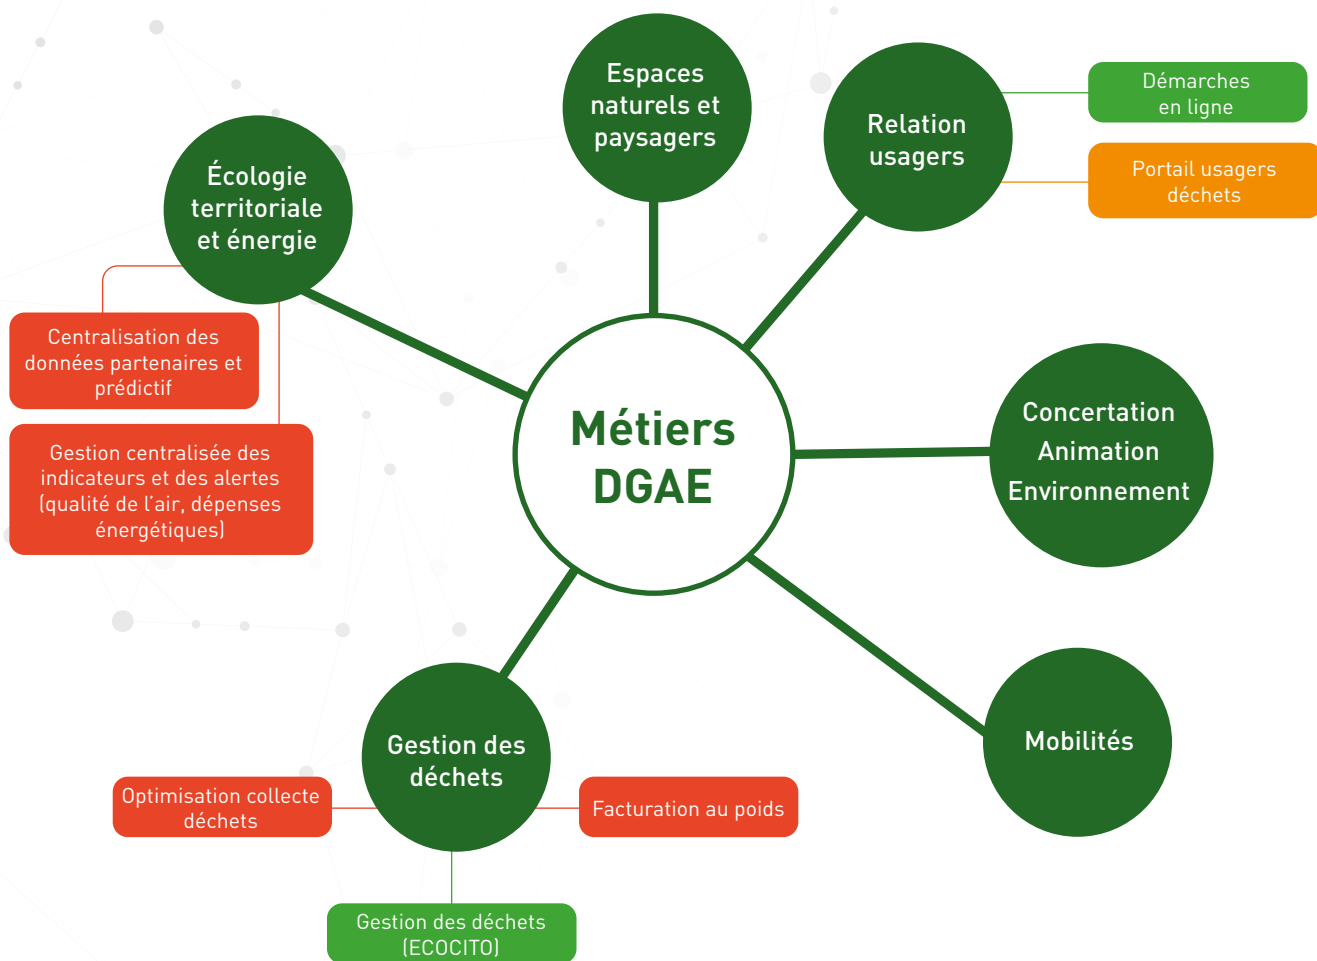 Espaces
naturels et
paysagers
Relation
usagers
Démarches
en ligne
Portail usagers
déchets
Écologie
territoriale
et énergie
Centralisation des
données partenaires et
prédictif
Gestion centralisée des
indicateurs et des alertes
(qualité de l'air, dépenses
énergétiques)
Métiers
DGAE
Concertation
Animation
Environnement
Mobilités
Gestion des
déchets
Optimisation collecte
déchets
Facturation au poids
Gestion des déchets
(ECOCITO)